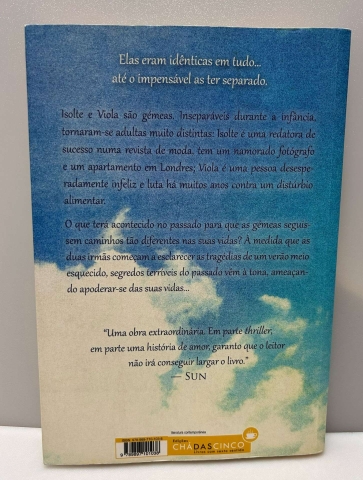 Elas eram idênticas em tudo...
até o impensável as ter separado.
Isolte e Viola são gémeas. Inseparáveis durante a infância,
tornaram-se adultas muito distintas: Isolte é uma redatora de
sucesso numa revista de moda, tem um namorado fotógrafo
e um apartamento em Londres; Viola é uma pessoa desespe-
radamente infeliz e luta há muitos anos contra um distúrbio
alimentar.
O que terá acontecido no passado para que as gémeas seguis-
sem caminhos tão diferentes nas suas vidas? À medida que as
duas irmãs começam a esclarecer as tragédias de um verão meio
esquecido, segredos terríveis do passado vêm à tona, ameaçan-
do apoderar-se das suas vidas...
“Uma obra extraordinária. Em parte thriller,
em parte uma história de amor, garanto que o leitor
não irá conseguir largar o livro.”
— SUN
literatura contemporânea
Edições
CHÁDASCINCO